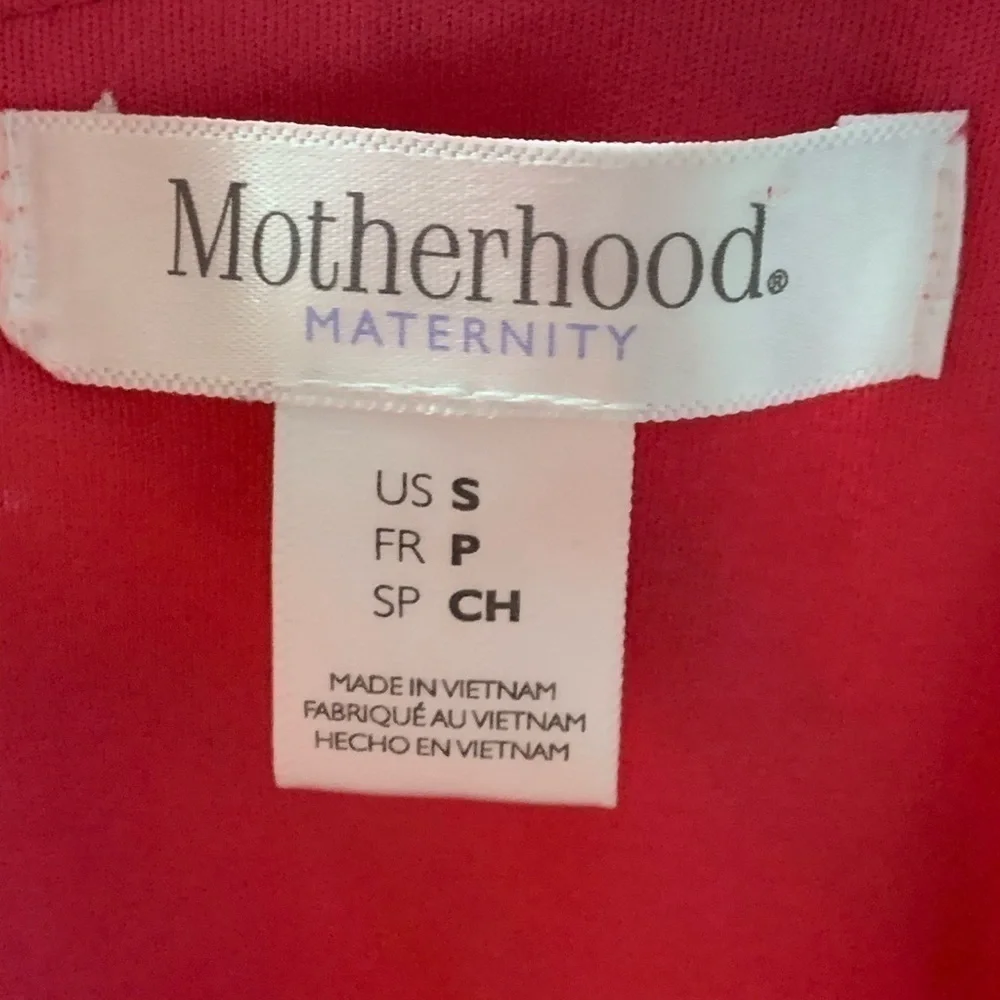 Motherhood®
MATERNITY
US S
FR P
SP CH
MADE IN VIETNAM
FABRIQUÉ AU VIETNAM
HECHO EN VIETNAM